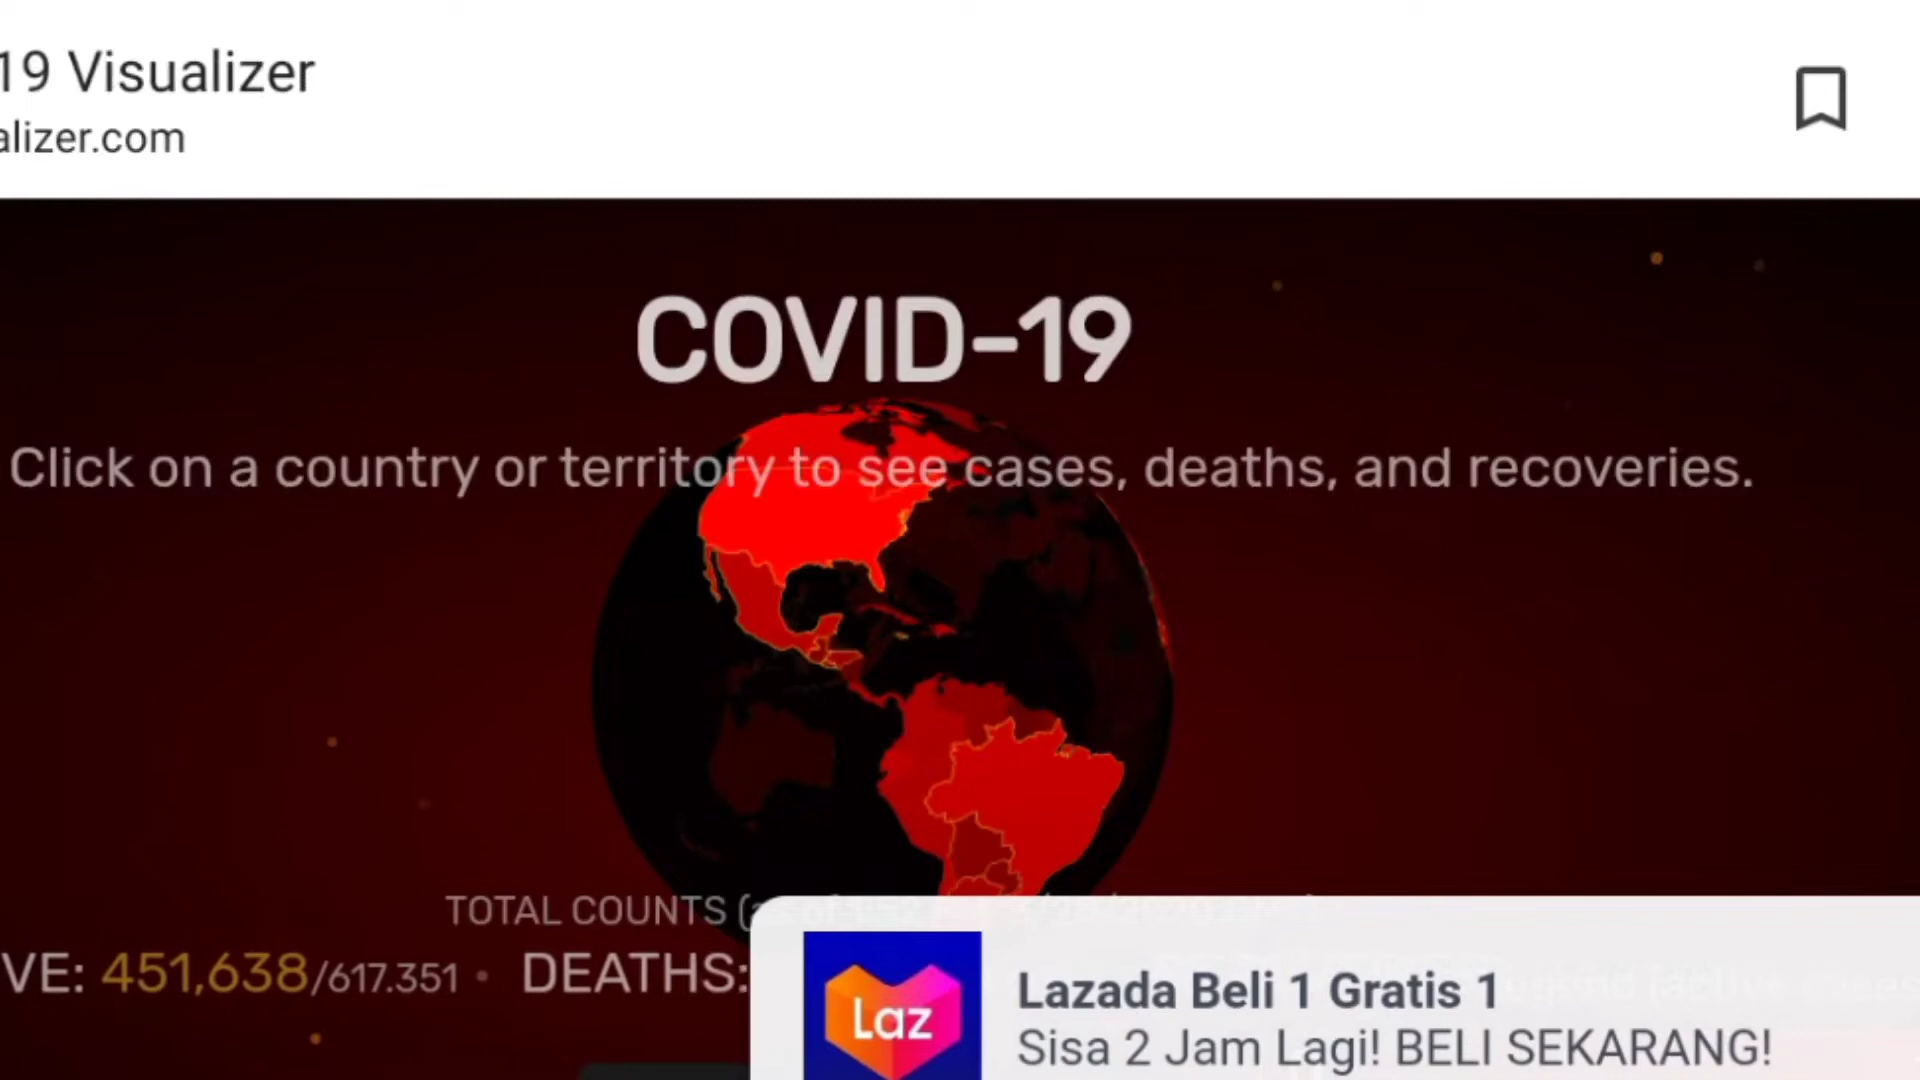 19 Visualizer
alizer.com
COVID-19
Click on a country or territory to see cases, deaths, and recoveries.
TOTAL COUNTS (
VE: 451,638/617.351 • DEATHS:
Laz
Lazada Beli 1 Gratis 1
Sisa 2 Jam Lagi! BELI SEKARANG!